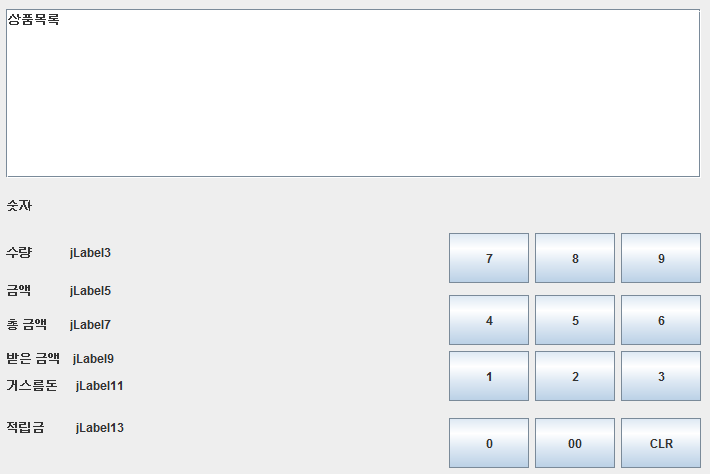 상품목록
숫자
수량 jLabel3
7 8 9
금액 jLabel5
총 금액 jLabel7
4 5 6
받은 금액 jLabel9
1 2 3
거스름돈 jLabel11
적립금 jLabel13
0 00 CLR